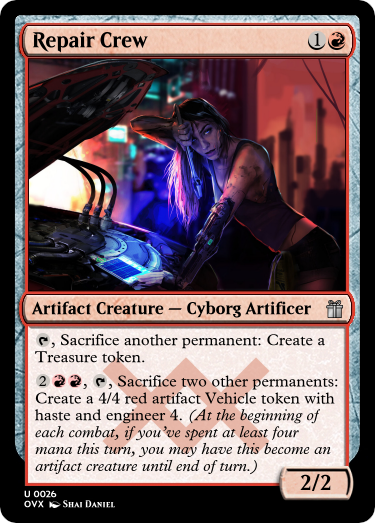 Repair Crew 1
Artifact Creature — Cyborg Artificer
, Sacrifice another permanent: Create a
Treasure token.
2 , , Sacrifice two other permanents:
Create a 4/4 red artifact Vehicle token with
haste and engineer 4. (At the beginning of
each combat, if you've spent at least four
mana this turn, you may have this become an
artifact creature until end of turn.)
2/2
U 0026
OVX Shai Daniel